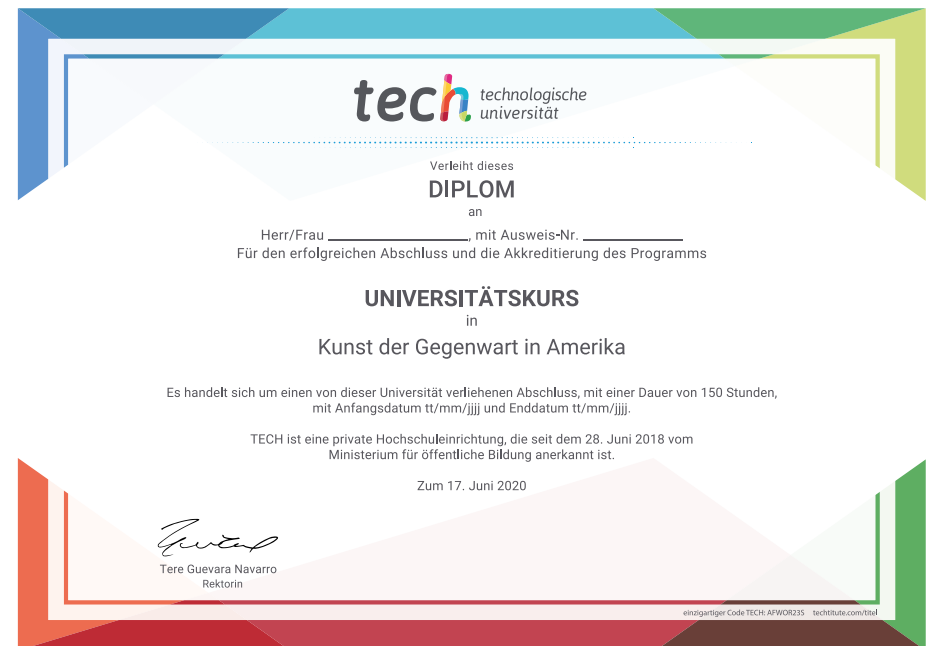 tech technologische
universität
Verleiht dieses
DIPLOM
an
Herr/Frau ____________, mit Ausweis-Nr. ____________
Für den erfolgreichen Abschluss und die Akkreditierung des Programms
UNIVERSITÄTSKURS
in
Kunst der Gegenwart in Amerika
Es handelt sich um einen von dieser Universität verliehenen Abschluss, mit einer Dauer von 150 Stunden,
mit Anfangsdatum tt/mm/jjjj und Enddatum tt/mm/jjjj.
TECH ist eine private Hochschuleinrichtung, die seit dem 28. Juni 2018 vom
Ministerium für öffentliche Bildung anerkannt ist.
Zum 17. Juni 2020
Tere Guevara Navarro
Rektorin
einzigartiger Code TECH: AFWOR235 techtitute.com/titel